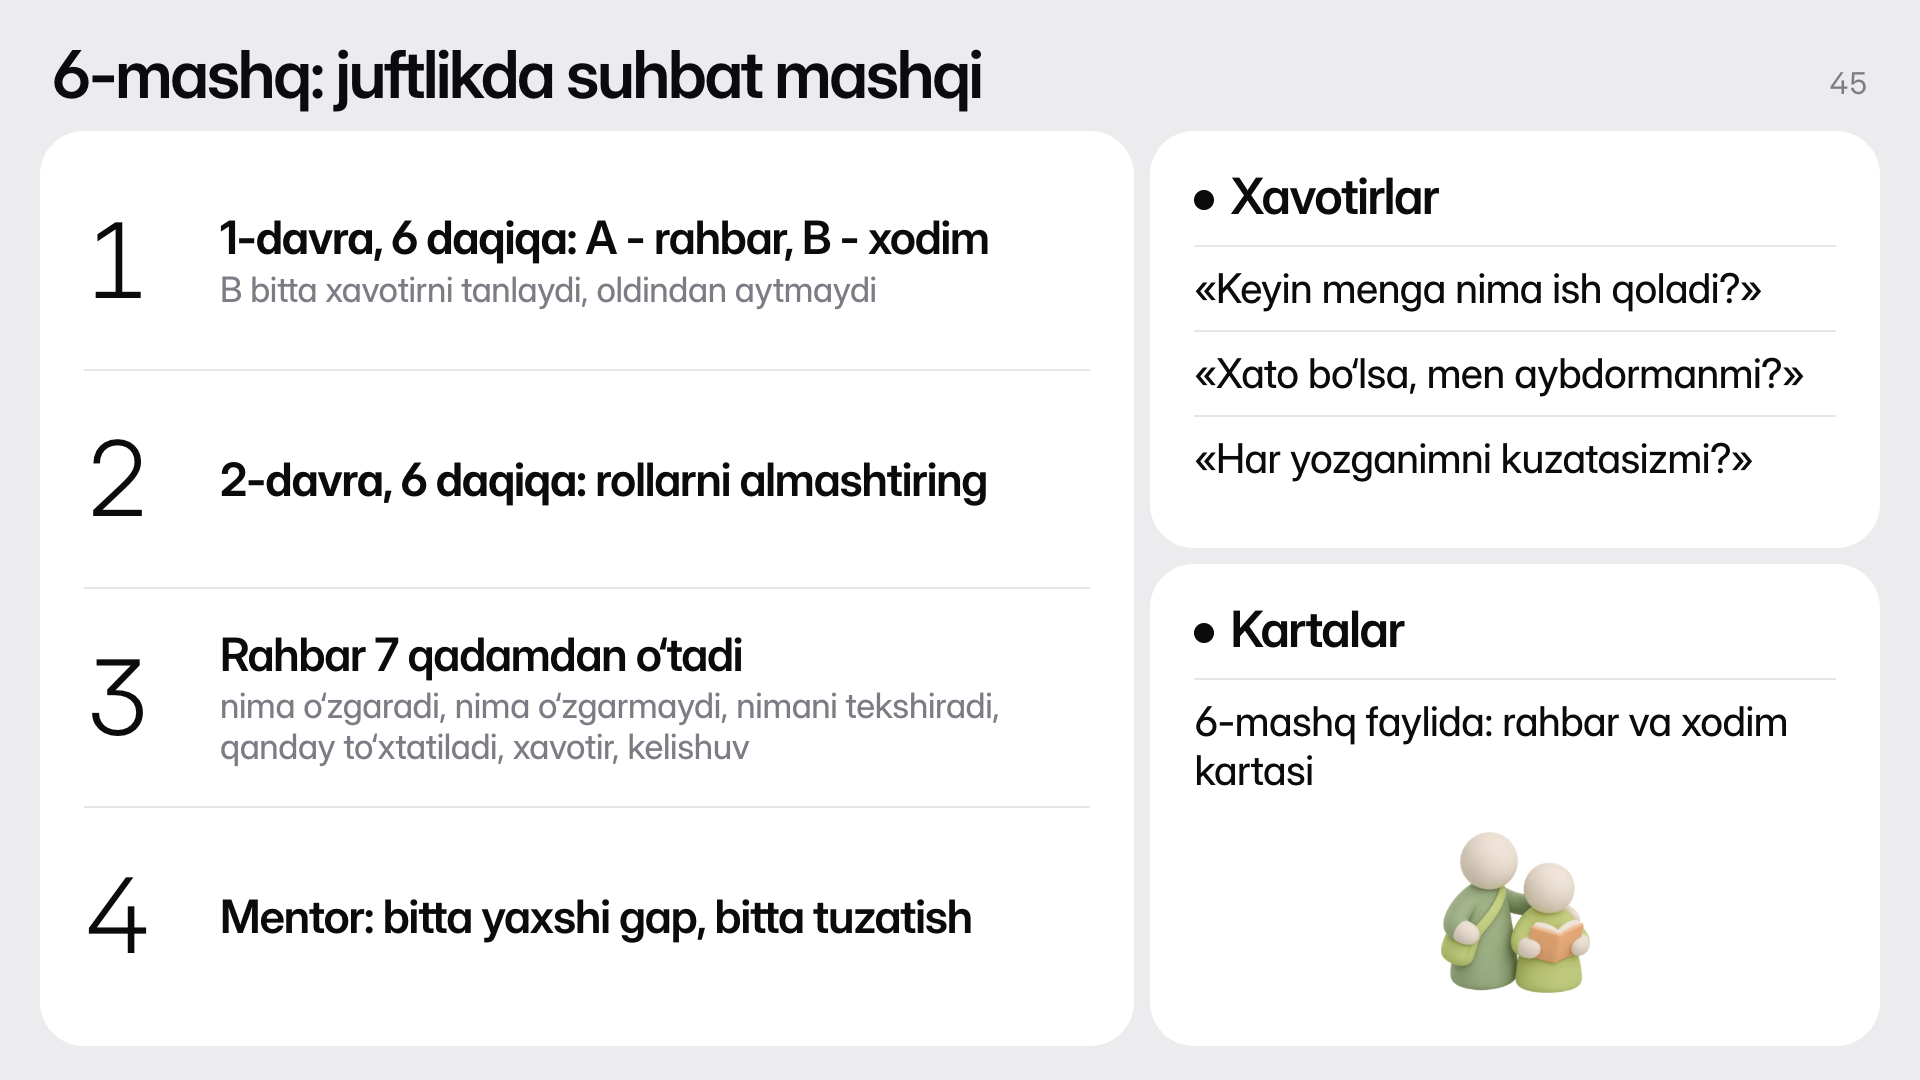 6-mashq: juftlikda suhbat mashqi
45
1
1-davra, 6 daqiqa: A - rahbar, B - xodim
B bitta xavotirni tanlaydi, oldindan aytmaydi
2
2-davra, 6 daqiqa: rollarni almashtiring
3
Rahbar 7 qadamdan o‘tadi
nima o‘zgaradi, nima o‘zgarmaydi, nimani tekshiradi,
qanday to‘xtatiladi, xavotir, kelishuv
4
Mentor: bitta yaxshi gap, bitta tuzatish
• Xavotirlar
«Keyin menga nima ish qoladi?»
«Xato bo‘lsa, men aybdormanmi?»
«Har yozganimni kuzatasizmi?»
• Kartalar
6-mashq faylida: rahbar va xodim
kartasi